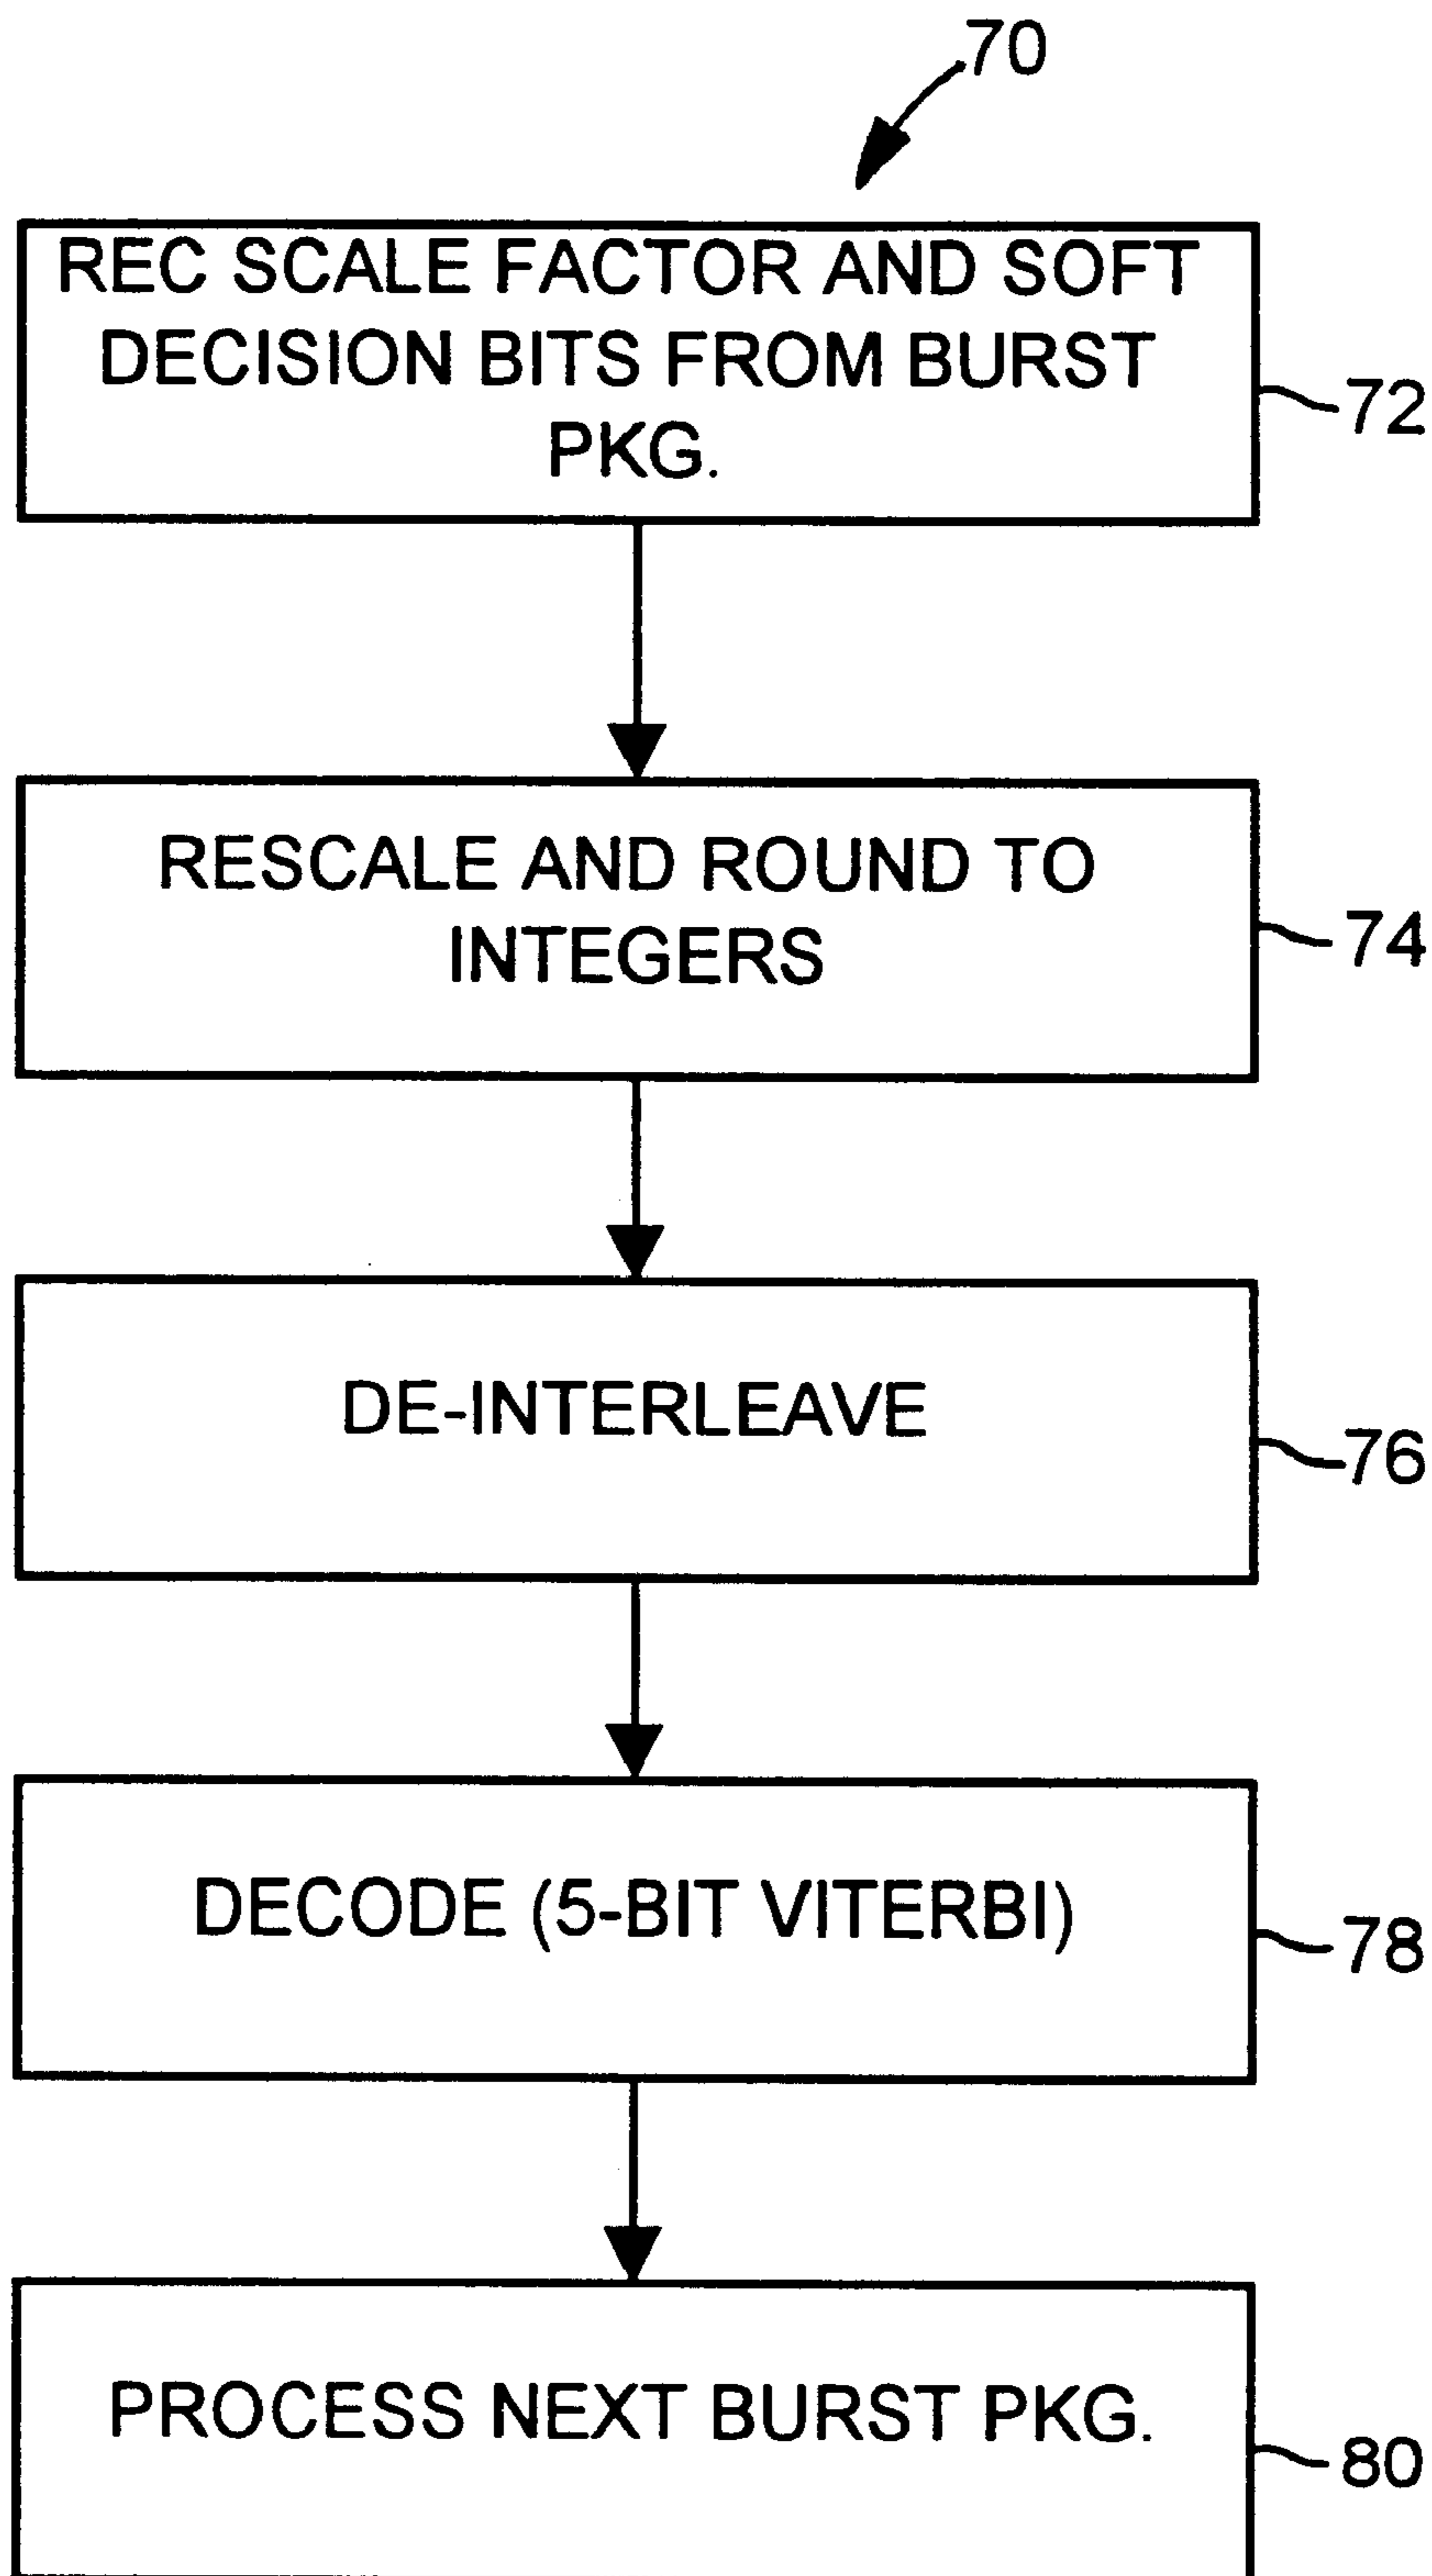 70
REC SCALE FACTOR AND SOFT
DECISION BITS FROM BURST
PKG.
72
RESCALE AND ROUND TO
INTEGERS
74
DE-INTERLEAVE
76
DECODE (5-BIT VITERBI)
78
PROCESS NEXT BURST PKG.
80